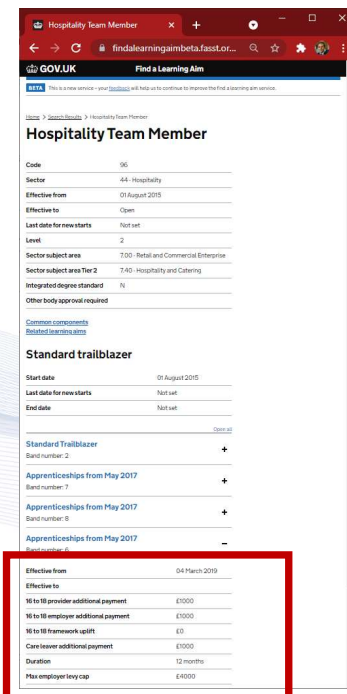 Hospitality Team Member
findalearningaimbeta.fasst.or...
GOV.UK Find a Learning Aim
BETA This is a new service – your feedback will help us to continue to improve the find a learning aim service.
Home > Search Results > Hospitality Team Member
Hospitality Team Member
Code 96
Sector 44 - Hospitality
Effective from 01 August 2015
Effective to Open
Last date for new starts Not set
Level 2
Sector subject area 7.00 - Retail and Commercial Enterprise
Sector subject area Tier 2 7.40 - Hospitality and Catering
Integrated degree standard N
Other body approval required
Common components
Related learning aims
Standard trailblazer
Start date 01 August 2015
Last date for new starts Not set
End date Not set
Open all
Standard Trailblazer +
Band number: 2
Apprenticeships from May 2017 +
Band number: 7
Apprenticeships from May 2017 +
Band number: 8
Apprenticeships from May 2017 –
Band number: 6
Effective from 04 March 2019
Effective to
16 to 18 provider additional payment £1000
16 to 18 employer additional payment £1000
16 to 18 framework uplift £0
Care leaver additional payment £1000
Duration 12 months
Max employer levy cap £4000